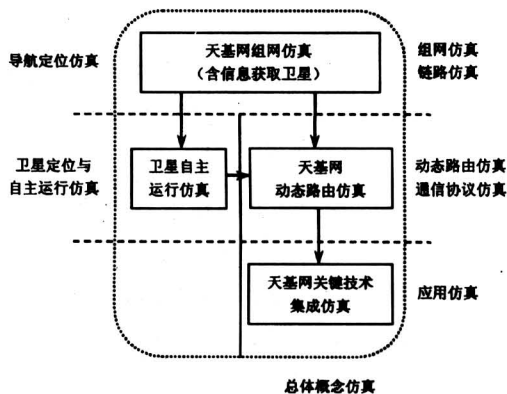 导航定位仿真
天基网组网仿真
(含信息获取卫星)
组网仿真
链路仿真
卫星定位与
自主运行仿真
卫星自主
运行仿真
天基网
动态路由仿真
动态路由仿真
通信协议仿真
天基网关键技术
集成仿真
应用仿真
总体概念仿真